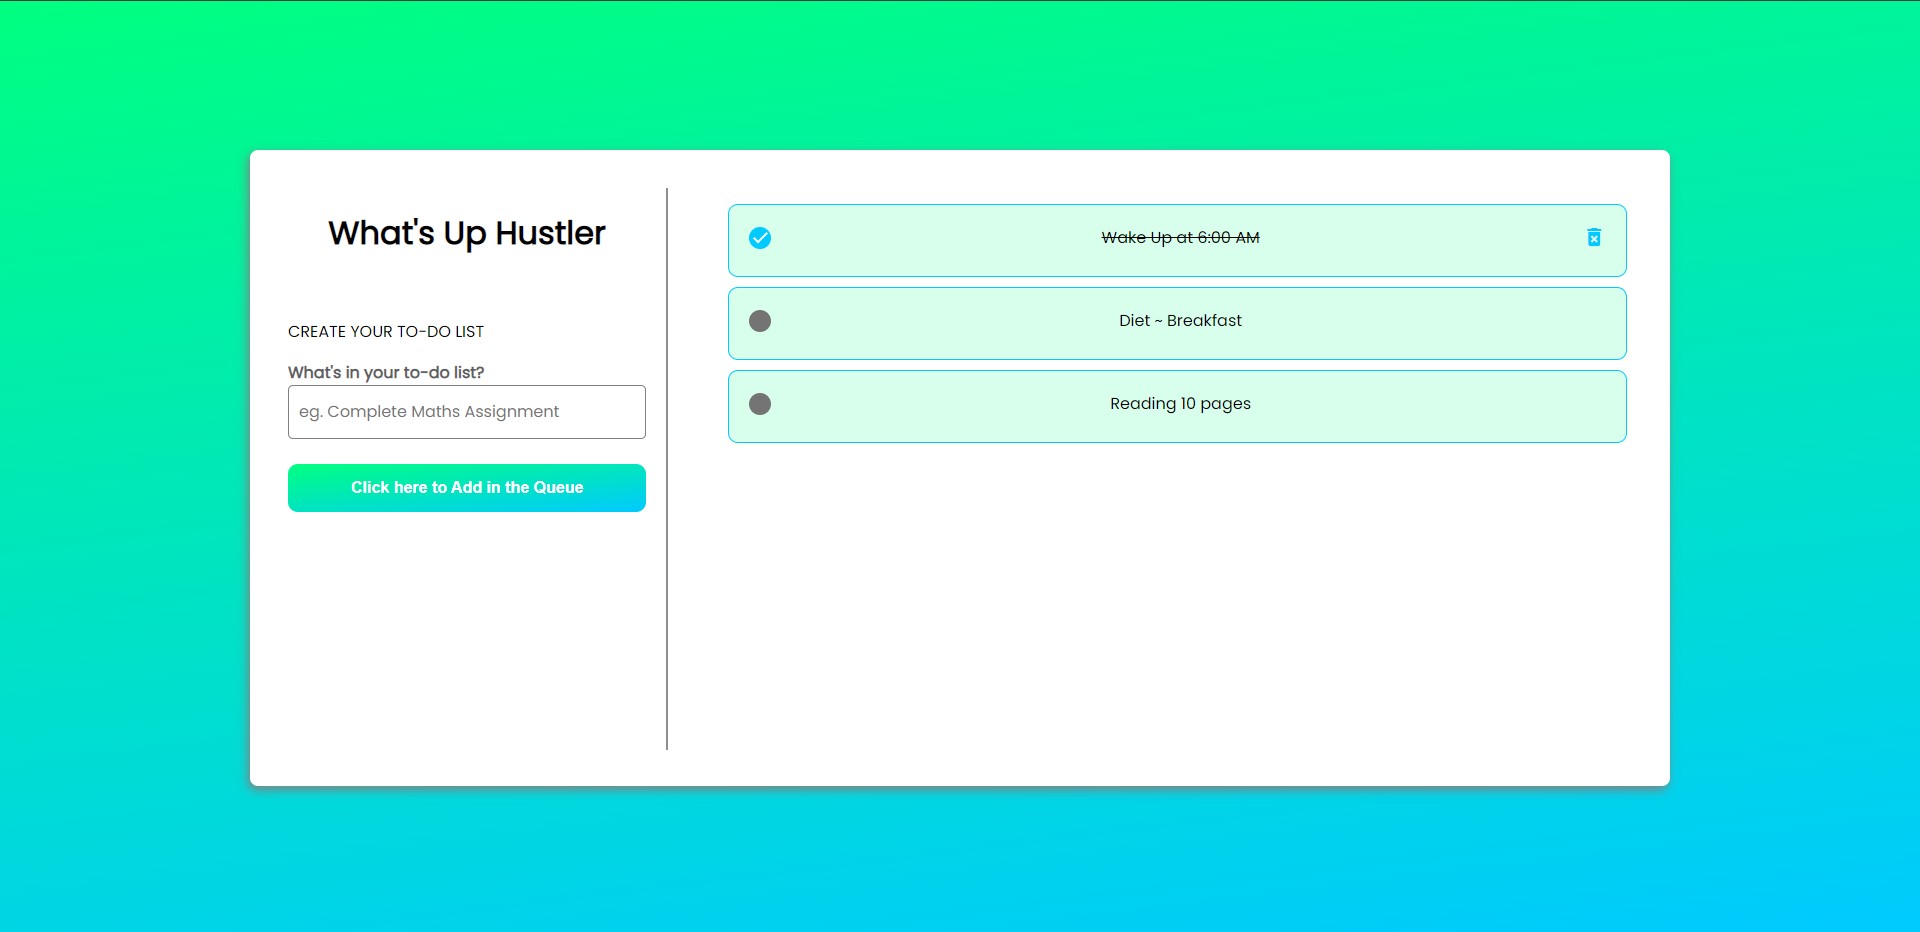 What's Up Hustler
CREATE YOUR TO-DO LIST
What's in your to-do list?
eg. Complete Maths Assignment
Click here to Add in the Queue
Wake Up at 6:00 AM
Diet ~ Breakfast
Reading 10 pages